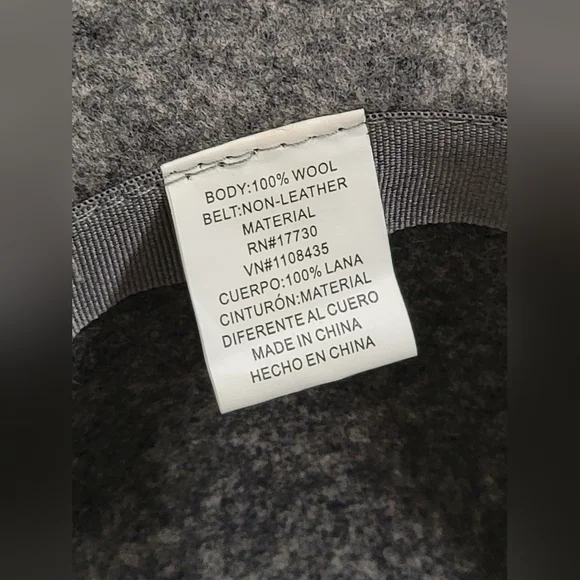 BODY:100% WOOL
BELT:NON-LEATHER
MATERIAL
RN#17730
VN#1108435
CUERPO:100% LANA
CINTURÓN:MATERIAL
DIFERENTE AL CUERO
MADE IN CHINA
HECHO EN CHINA